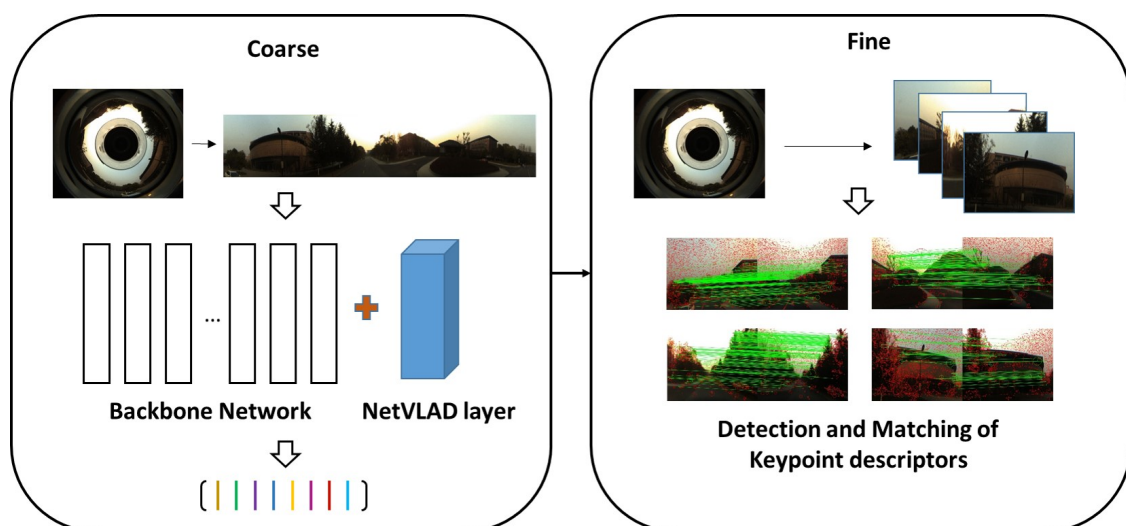 Coarse
...
Backbone Network
NetVLAD layer
Fine
Detection and Matching of
Keypoint descriptors